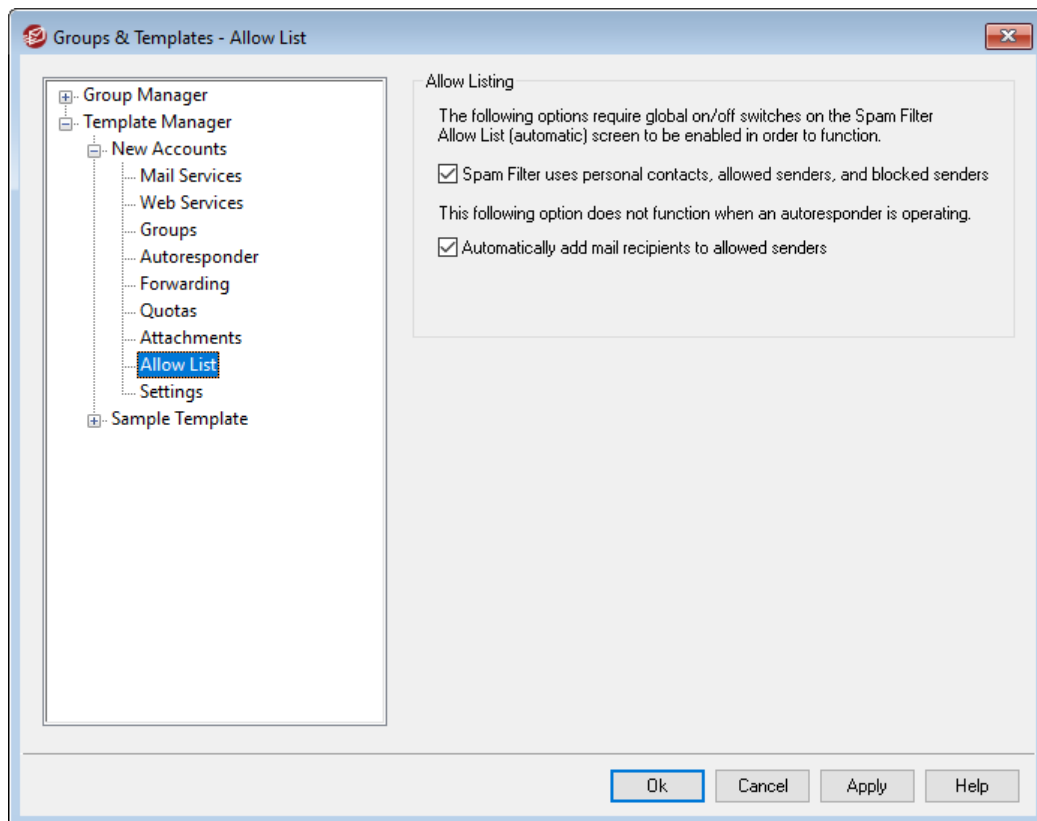 Groups & Templates - Allow List
Group Manager
Template Manager
New Accounts
Mail Services
Web Services
Groups
Autoresponder
Forwarding
Quotas
Attachments
Allow List
Settings
Sample Template
Allow Listing
The following options require global on/off switches on the Spam Filter
Allow List (automatic) screen to be enabled in order to function.
Spam Filter uses personal contacts, allowed senders, and blocked senders
This following option does not function when an autoresponder is operating.
Automatically add mail recipients to allowed senders
Ok
Cancel
Apply
Help